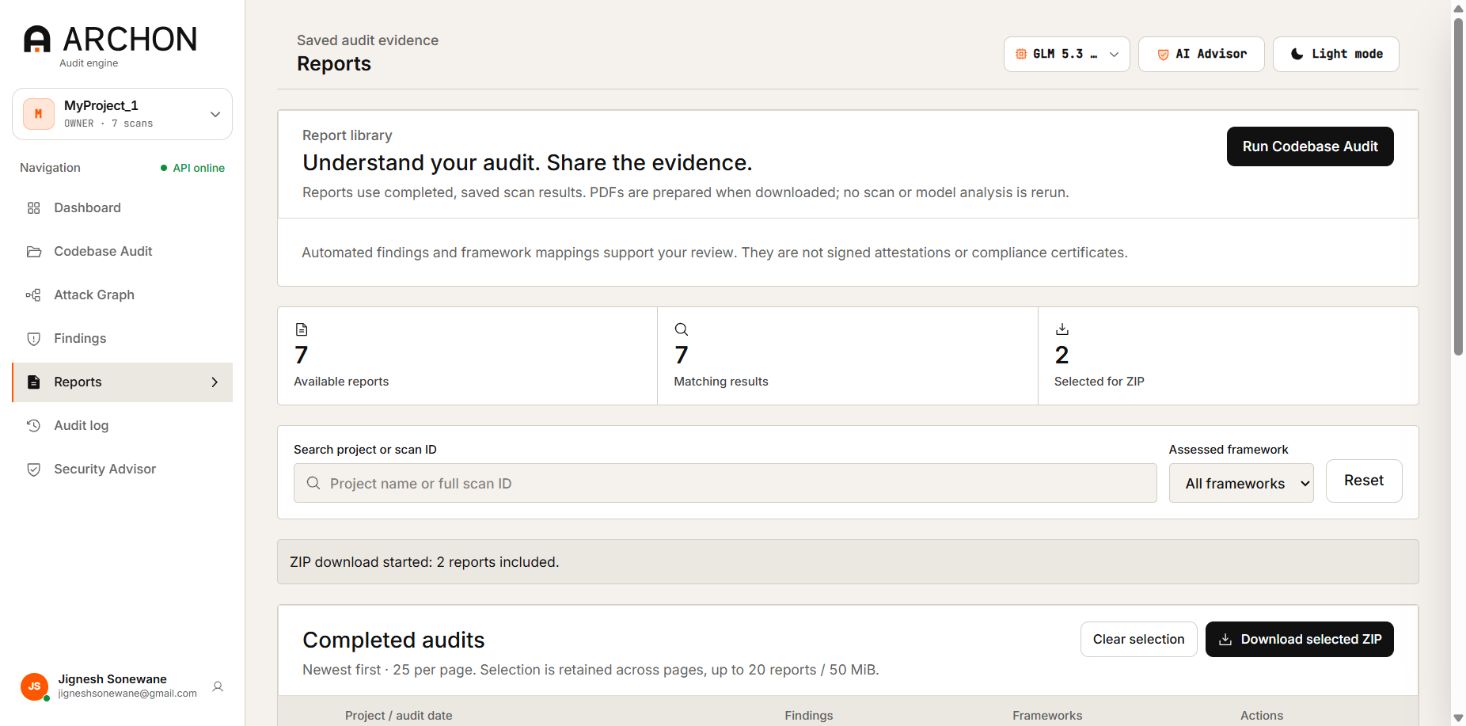 ARCHON
Audit engine
M
MyProject_1
OWNER · 7 scans
Navigation
API online
Dashboard
Codebase Audit
Attack Graph
Findings
Reports
Audit log
Security Advisor
JS
Jignesh Sonewane
jigneshsonewane@gmail.com
Saved audit evidence
Reports
GLM 5.3 …
AI Advisor
Light mode
Report library
Understand your audit. Share the evidence.
Reports use completed, saved scan results. PDFs are prepared when downloaded; no scan or model analysis is rerun.
Run Codebase Audit
Automated findings and framework mappings support your review. They are not signed attestations or compliance certificates.
7
Available reports
7
Matching results
2
Selected for ZIP
Search project or scan ID
Project name or full scan ID
Assessed framework
All frameworks
Reset
ZIP download started: 2 reports included.
Completed audits
Newest first · 25 per page. Selection is retained across pages, up to 20 reports / 50 MiB.
Clear selection
Download selected ZIP
Project / audit date
Findings
Frameworks
Actions